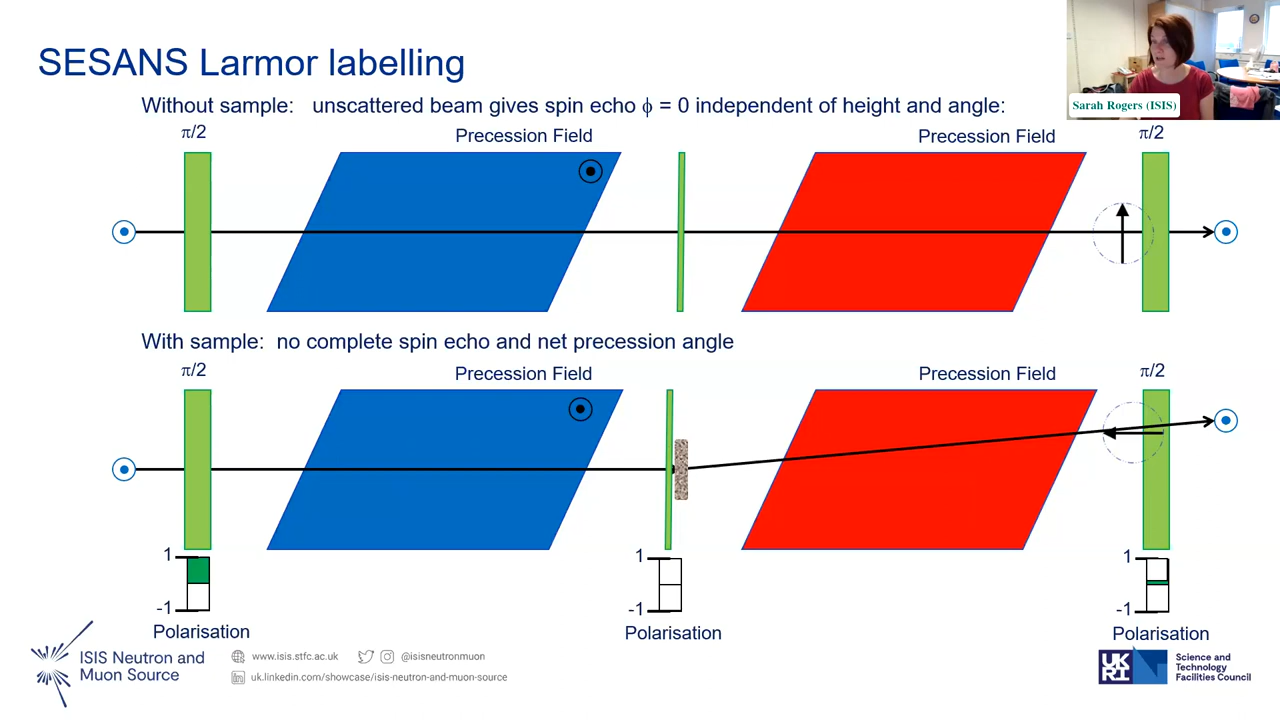 SESANS Larmor labelling
Without sample: unscattered beam gives spin echo ϕ = 0 independent of height and angle:
Sarah Rogers (ISIS)
π/2
Precession Field
Precession Field
π/2
With sample: no complete spin echo and net precession angle
π/2
Precession Field
Precession Field
π/2
1
-1
Polarisation
1
-1
Polarisation
1
-1
Polarisation
ISIS Neutron and
Muon Source
www.isis.stfc.ac.uk
@isisneutronmuon
uk.linkedin.com/showcase/isis-neutron-and-muon-source
UKRI
Science and
Technology
Facilities Council